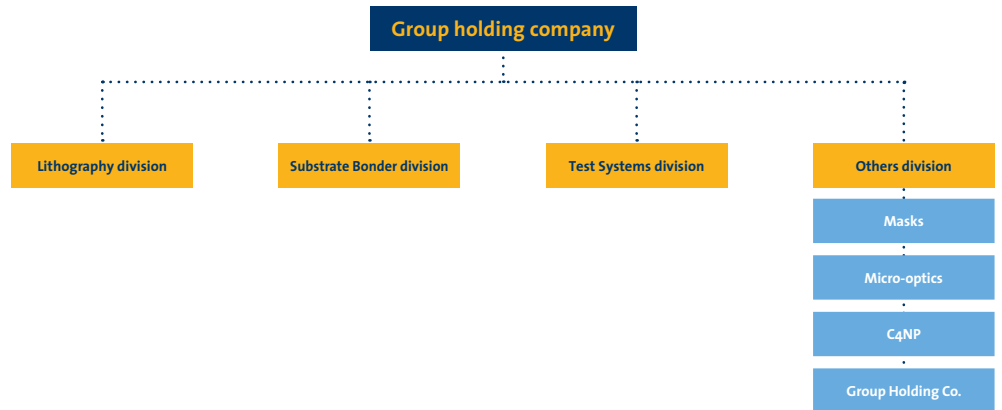 Group holding company
Lithography division
Substrate Bonder division
Test Systems division
Others division
Masks
Micro-optics
C4NP
Group Holding Co.